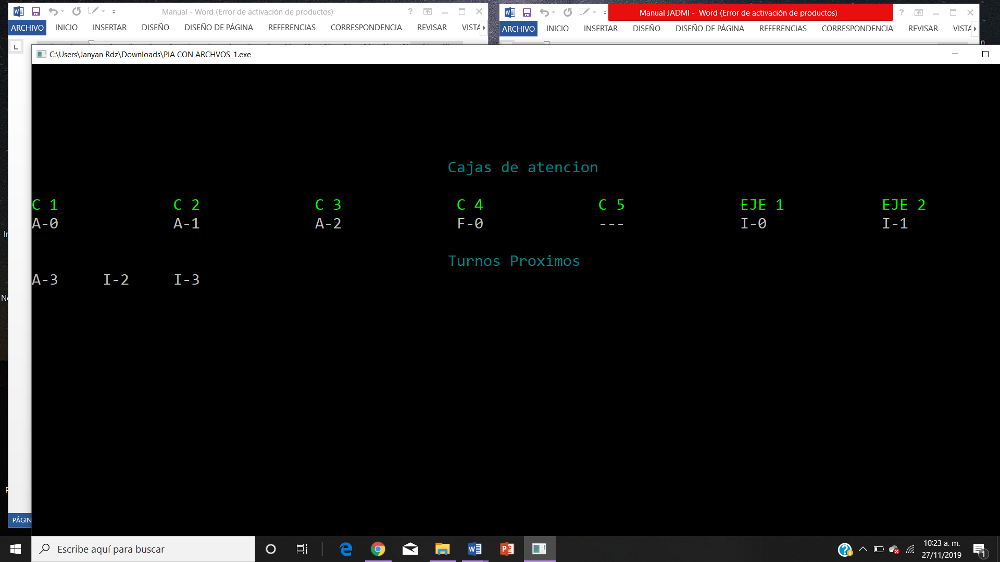 Manual - Word (Error de activación de productos)
Manual JADMI - Word (Error de activación de productos)
ARCHIVO INICIO INSERTAR DISEÑO DISEÑO DE PÁGINA REFERENCIAS CORRESPONDENCIA REVISAR VISTA
ARCHIVO INICIO INSERTAR DISEÑO DISEÑO DE PÁGINA REFERENCIAS CORRESPONDENCIA REVISAR VISTA
C:\Users\Janyan Rdz\Downloads\PIA CON ARCHVOS_1.exe
Cajas de atencion
C 1 C 2 C 3 C 4 C 5 EJE 1 EJE 2
A-0 A-1 A-2 F-0 --- I-0 I-1
Turnos Proximos
A-3 I-2 I-3
PÁGIN
Escribe aquí para buscar
10:23 a. m.
27/11/2019
1